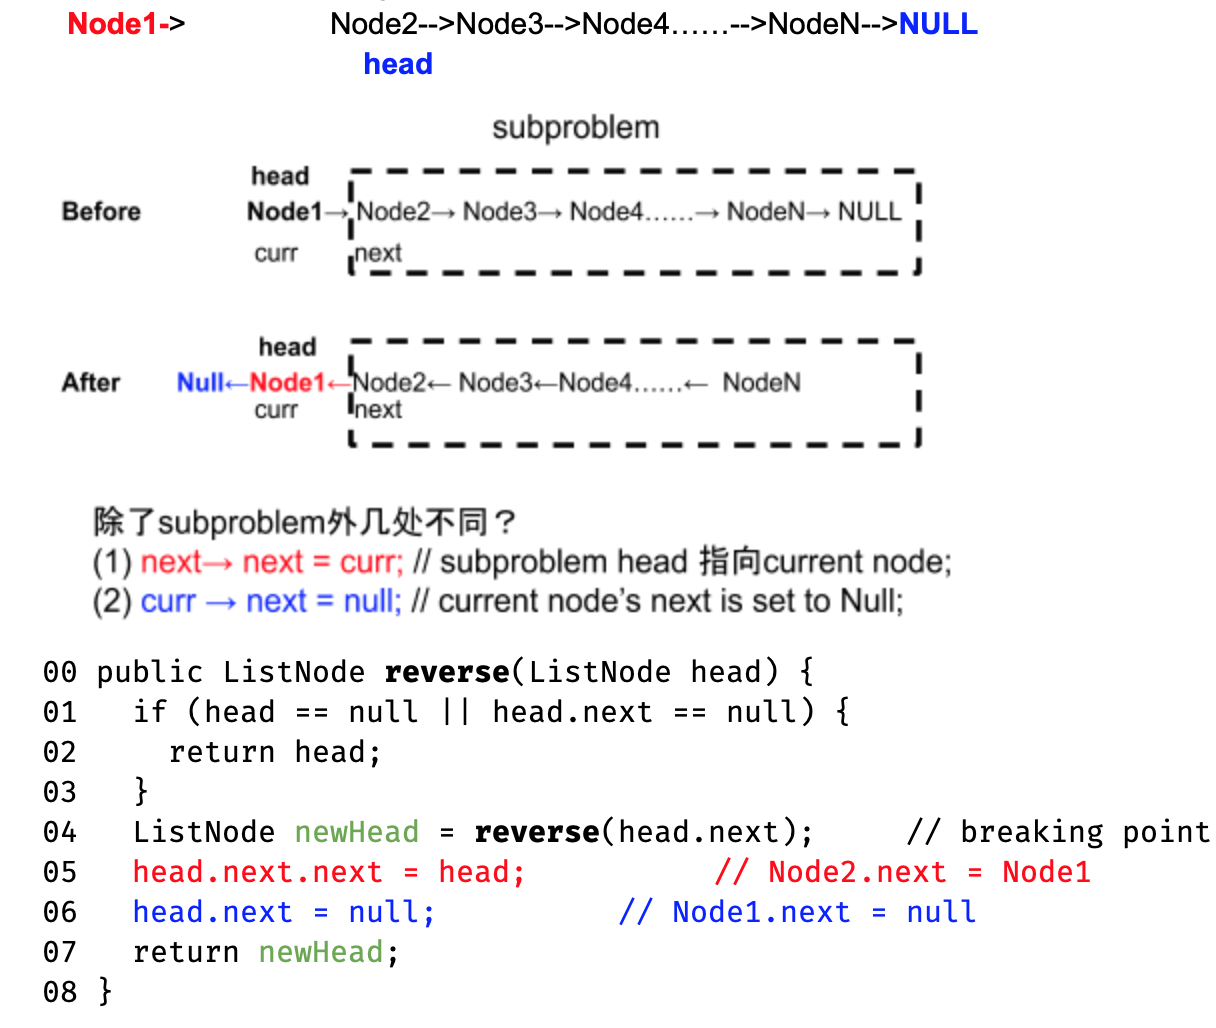 Node1-> Node2-->Node3-->Node4……-->NodeN-->NULL
head
subproblem
head
Before Node1→ Node2→ Node3→ Node4……→ NodeN→ NULL
curr next
head
After Null←Node1←Node2← Node3←Node4……← NodeN
curr next
除了subproblem外几处不同？
(1) next→ next = curr; // subproblem head 指向current node;
(2) curr → next = null; // current node’s next is set to Null;
00 public ListNode reverse(ListNode head) {
01 if (head == null || head.next == null) {
02 return head;
03 }
04 ListNode newHead = reverse(head.next); // breaking point
05 head.next.next = head; // Node2.next = Node1
06 head.next = null; // Node1.next = null
07 return newHead;
08 }